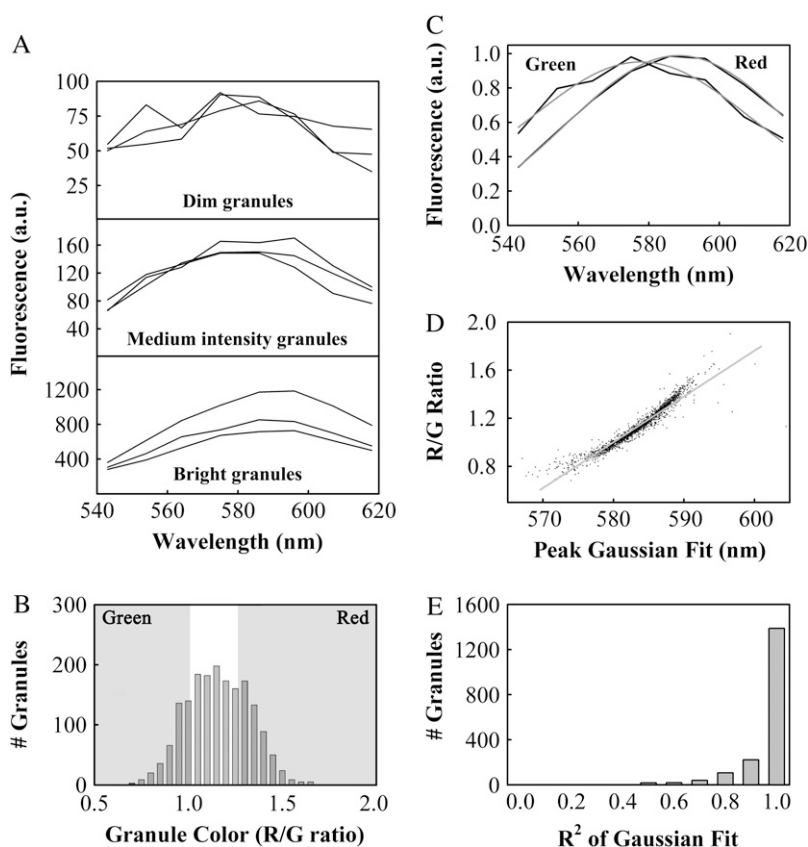 A
Fluorescence (a.u.)
100
75
50
25
Dim granules
160
120
80
40
Medium intensity granules
1200
800
400
Bright granules
540 560 580 600 620
Wavelength (nm)
B
# Granules
300
200
100
0
Green
Red
0.5 1.0 1.5 2.0
Granule Color (R/G ratio)
C
Fluorescence (a.u.)
1.0
0.8
0.6
0.4
0.2
0.0
Green
Red
540 560 580 600 620
Wavelength (nm)
D
R/G Ratio
2.0
1.6
1.2
0.8
570 580 590 600
Peak Gaussian Fit (nm)
E
# Granules
1600
1200
800
400
0
0.0 0.2 0.4 0.6 0.8 1.0
R² of Gaussian Fit